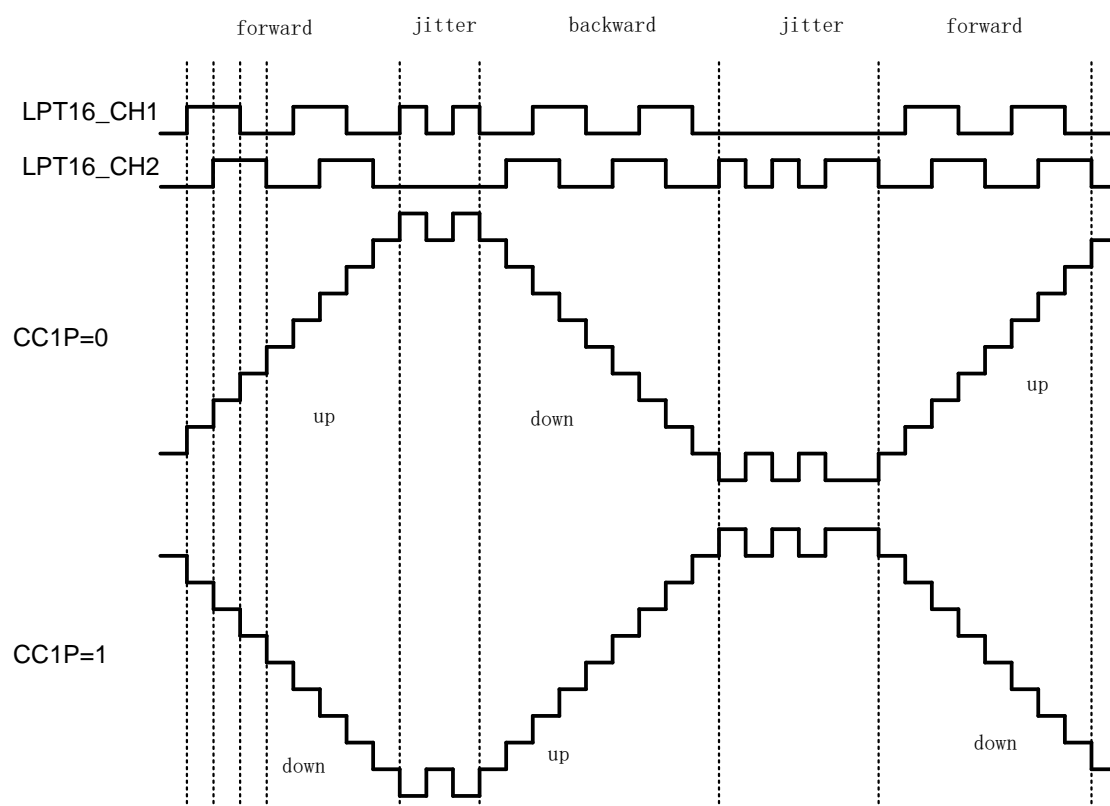 forward jitter backward jitter forward
LPT16_CH1
LPT16_CH2
CC1P=0
up down up
CC1P=1
down up down